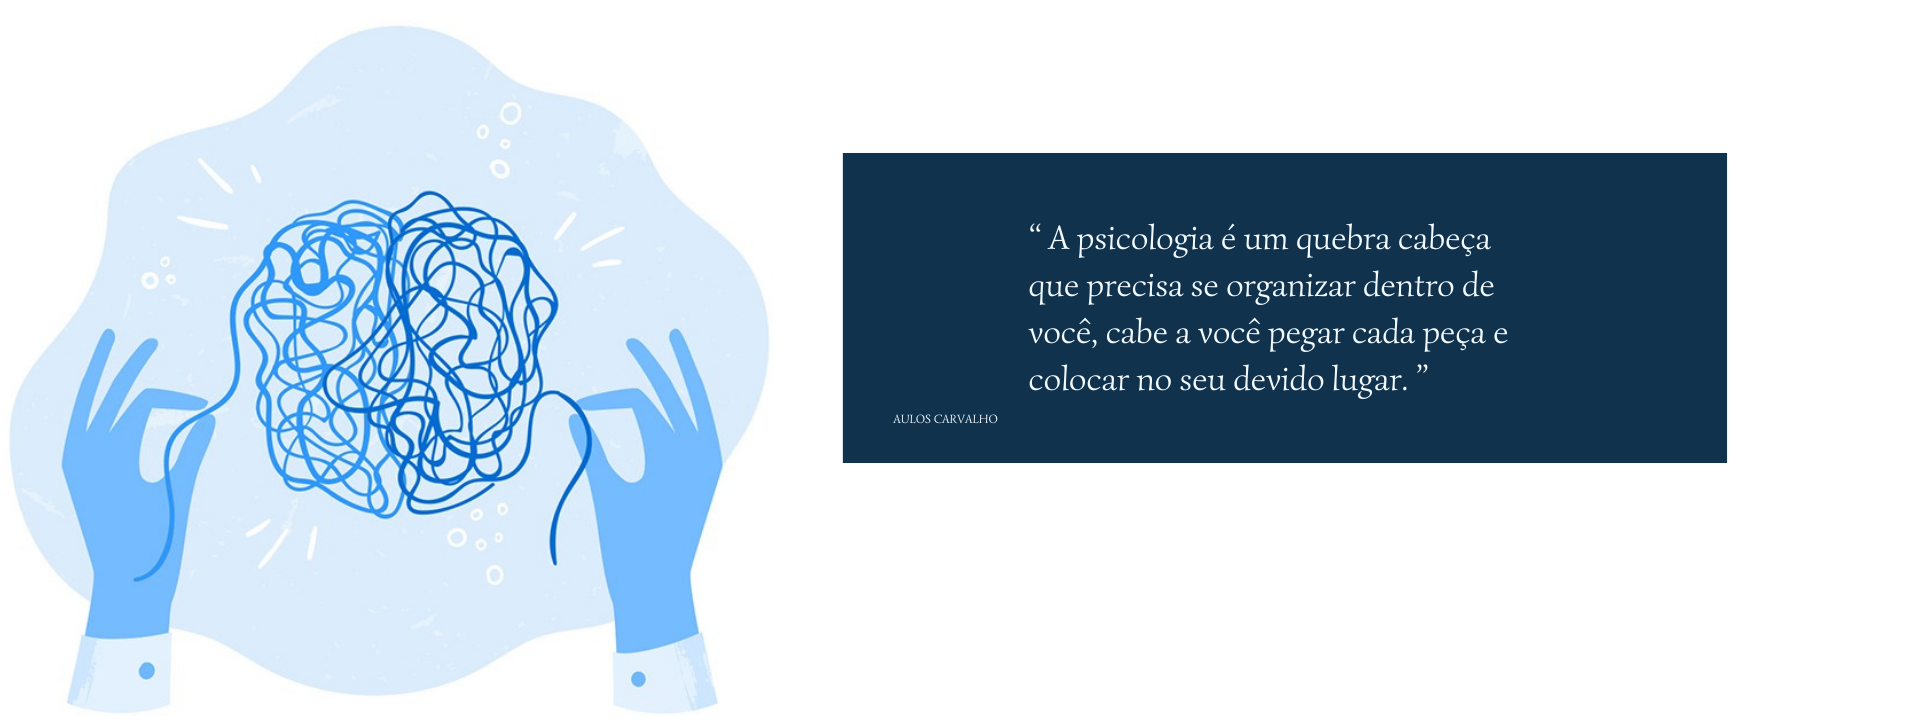 “ A psicologia é um quebra cabeça
que precisa se organizar dentro de
você, cabe a você pegar cada peça e
colocar no seu devido lugar. ”
AULOS CARVALHO